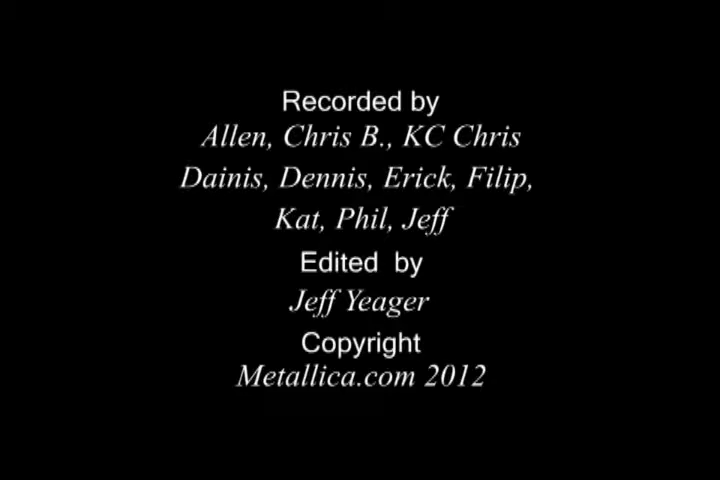 Recorded by
Allen, Chris B., KC Chris
Dainis, Dennis, Erick, Filip,
Kat, Phil, Jeff
Edited by
Jeff Yeager
Copyright
Metallica.com 2012